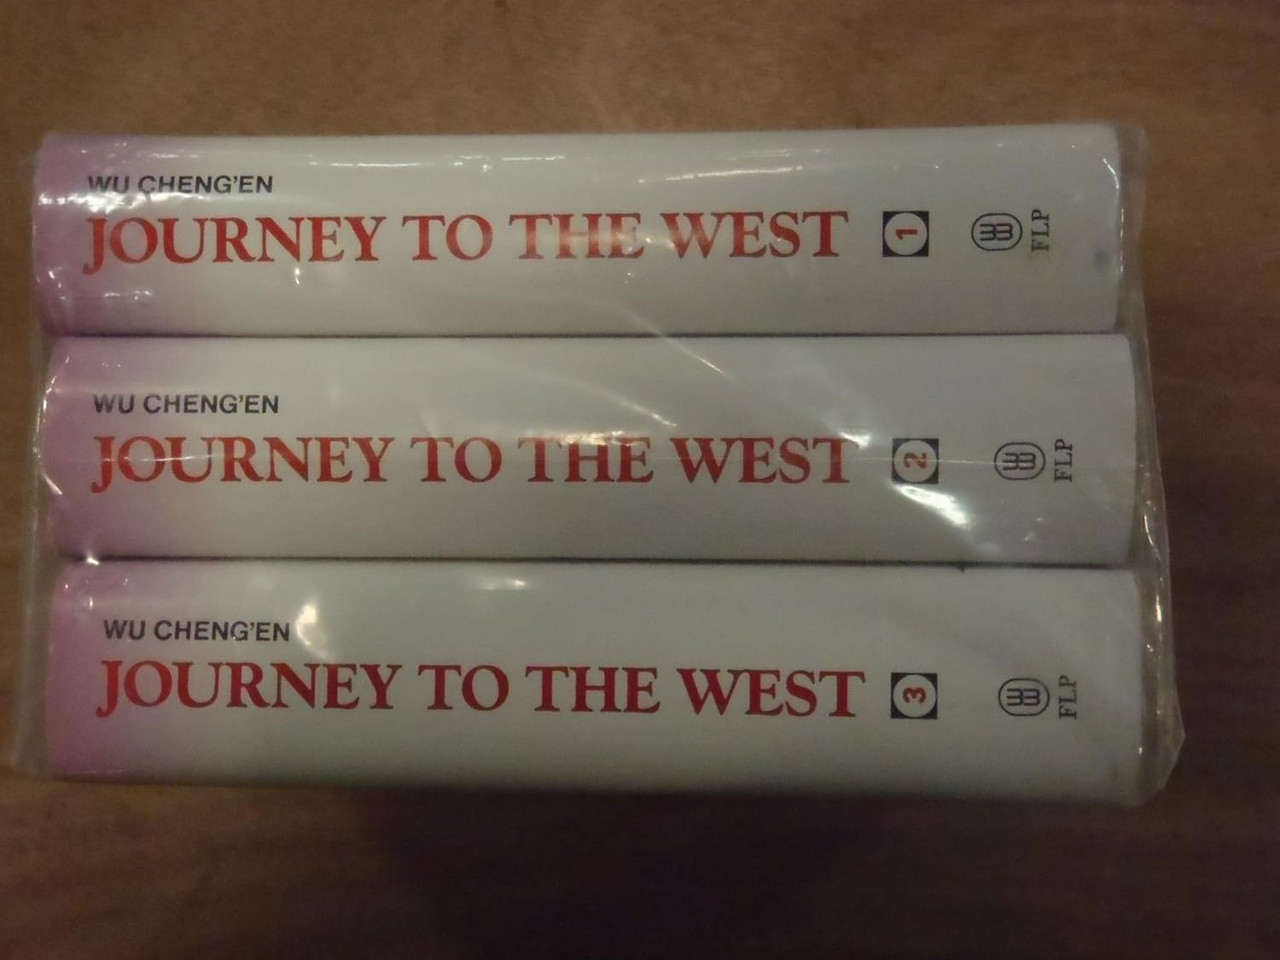 WU CHENG'EN
JOURNEY TO THE WEST 1 FLP
WU CHENG'EN
JOURNEY TO THE WEST 2 FLP
WU CHENG'EN
JOURNEY TO THE WEST 3 FLP